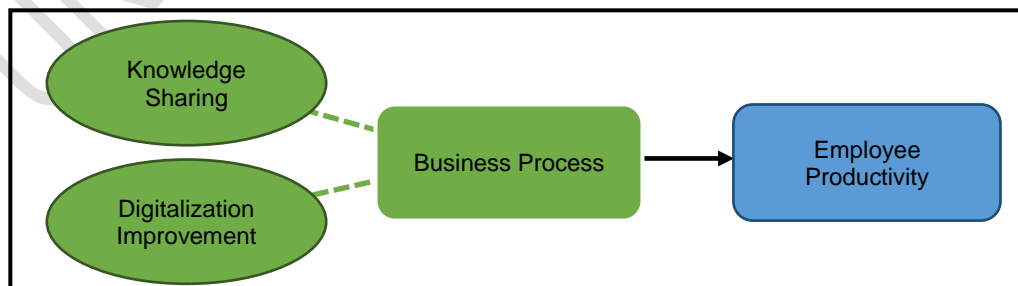 Knowledge
Sharing
Business Process
Employee
Productivity
Digitalization
Improvement